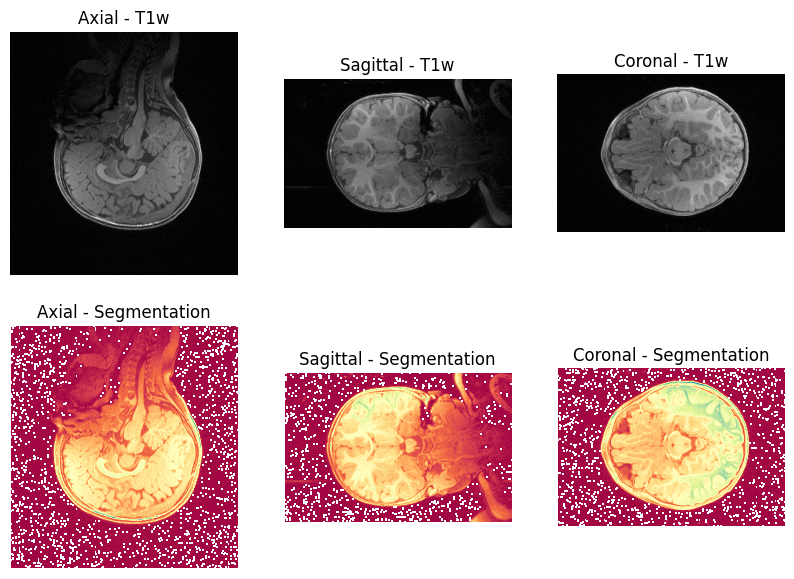 Axial - T1w
Sagittal - T1w
Coronal - T1w
Axial - Segmentation
Sagittal - Segmentation
Coronal - Segmentation